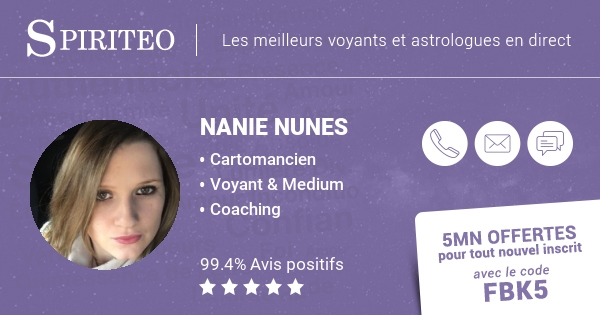 SPIRITEO
Les meilleurs voyants et astrologues en direct
NANIE NUNES
• Cartomancien
• Voyant & Medium
• Coaching
99.4% Avis positifs
5MN OFFERTES
pour tout nouvel inscrit
avec le code
FBK5